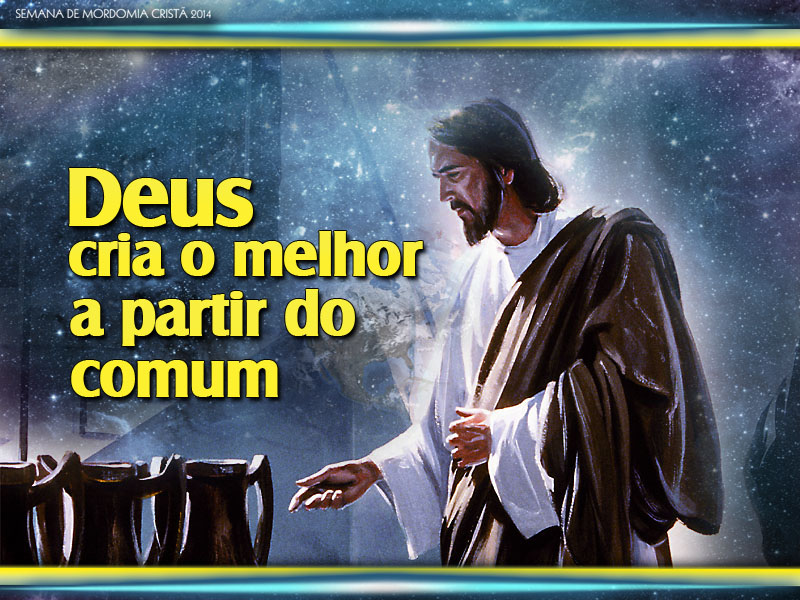 SEMANA DE MORDOMIA CRISTÃ 2014
Deus
cria o melhor
a partir do
comum